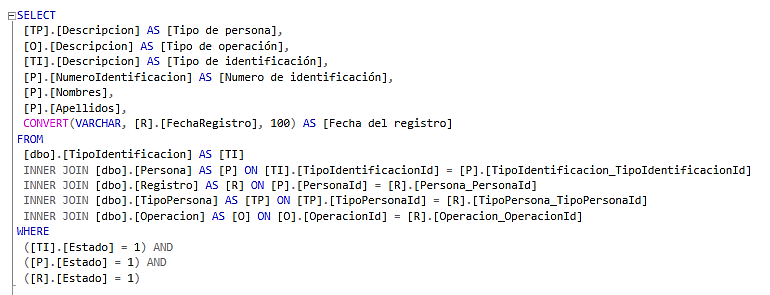 SELECT
[TP].[Descripcion] AS [Tipo de persona],
[O].[Descripcion] AS [Tipo de operación],
[TI].[Descripcion] AS [Tipo de identificación],
[P].[NumeroIdentificacion] AS [Numero de identificación],
[P].[Nombres],
[P].[Apellidos],
CONVERT(VARCHAR, [R].[FechaRegistro], 100) AS [Fecha del registro]
FROM
[dbo].[TipoIdentificacion] AS [TI]
INNER JOIN [dbo].[Persona] AS [P] ON [TI].[TipoIdentificacionId] = [P].[TipoIdentificacion_TipoIdentificacionId]
INNER JOIN [dbo].[Registro] AS [R] ON [P].[PersonaId] = [R].[Persona_PersonaId]
INNER JOIN [dbo].[TipoPersona] AS [TP] ON [TP].[TipoPersonaId] = [R].[TipoPersona_TipoPersonaId]
INNER JOIN [dbo].[Operacion] AS [O] ON [O].[OperacionId] = [R].[Operacion_OperacionId]
WHERE
([TI].[Estado] = 1) AND
([P].[Estado] = 1) AND
([R].[Estado] = 1)